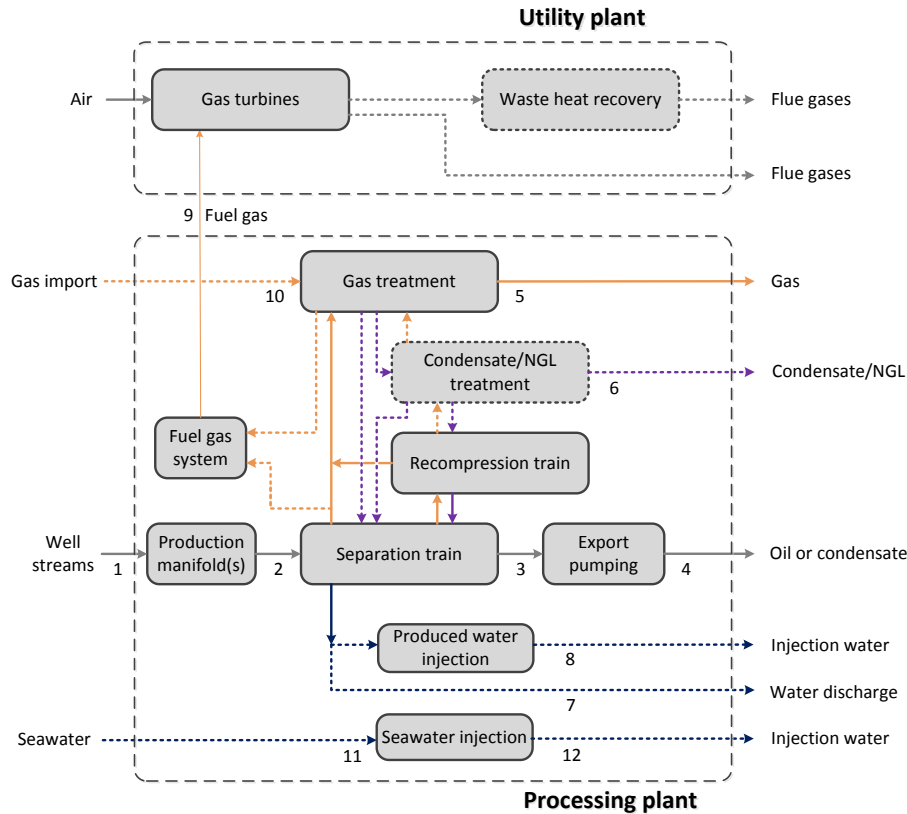 Utility plant
Air
Gas turbines
Waste heat recovery
Flue gases
Flue gases
9 Fuel gas
Gas import
10
Gas treatment
5
Gas
Condensate/NGL
treatment
6
Condensate/NGL
Fuel gas
system
Recompression train
Well
streams
1
Production
manifold(s)
2
Separation train
3
Export
pumping
4
Oil or condensate
Produced water
injection
8
Injection water
7
Water discharge
Seawater
11
Seawater injection
12
Injection water
Processing plant